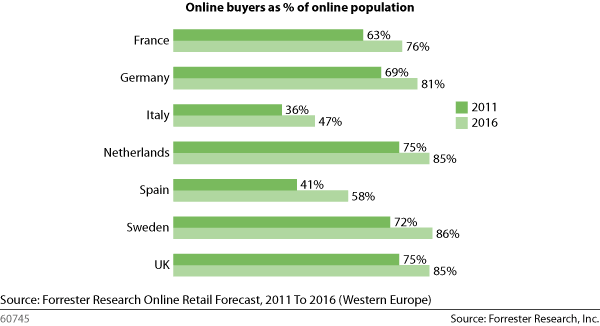 Online buyers as % of online population
France
63%
76%
Germany
69%
81%
Italy
36%
47%
2011
2016
Netherlands
75%
85%
Spain
41%
58%
Sweden
72%
86%
UK
75%
85%
Source: Forrester Research Online Retail Forecast, 2011 To 2016 (Western Europe)
60745
Source: Forrester Research, Inc.